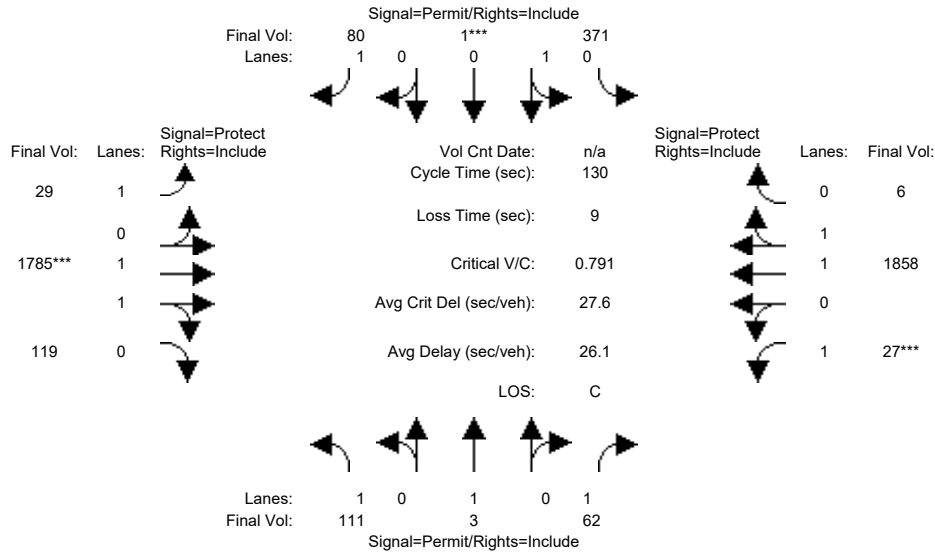 Signal=Permit/Rights=Include
Final Vol: 80 1*** 371
Lanes: 1 0 0 1 0
Signal=Protect
Final Vol: Lanes: Rights=Include
Vol Cnt Date: n/a
Signal=Protect
Rights=Include Lanes: Final Vol:
Cycle Time (sec): 130
29 1
0 6
Loss Time (sec): 9
0
1
1785*** 1
Critical V/C: 0.791
1 1858
1
Avg Crit Del (sec/veh): 27.6
0
119 0
Avg Delay (sec/veh): 26.1
1 27***
LOS: C
Lanes: 1 0 1 0 1
Final Vol: 111 3 62
Signal=Permit/Rights=Include